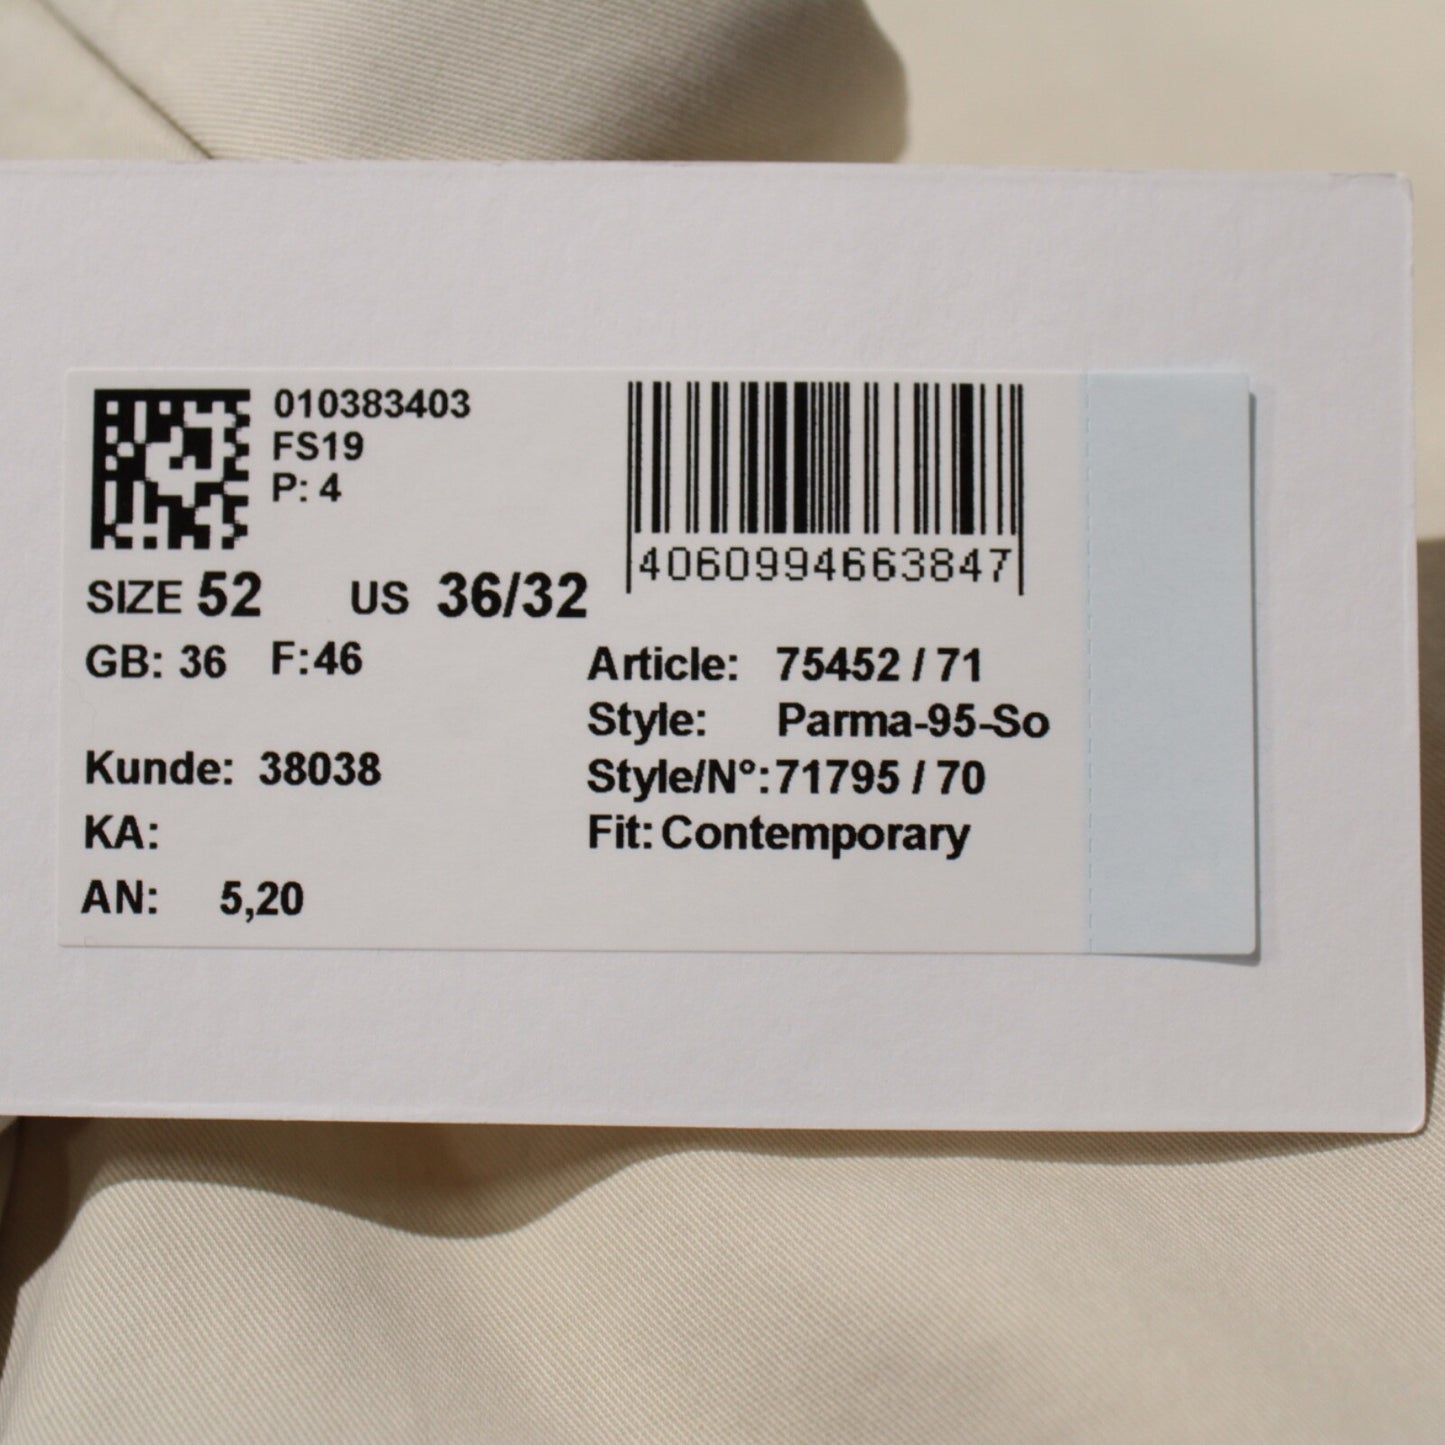 010383403
FS19
P: 4
4060994663847
SIZE 52 US 36/32
GB: 36 F:46
Article: 75452 / 71
Style: Parma-95-So
Kunde: 38038
Style/N°: 71795 / 70
KA:
Fit: Contemporary
AN: 5,20